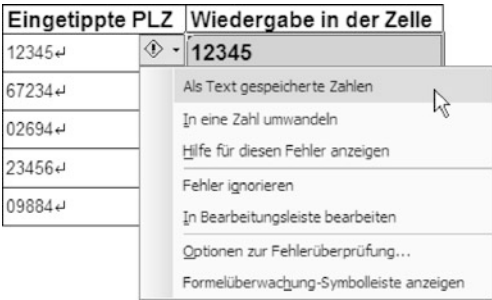 Eingetippte PLZ Wiedergabe in der Zelle
12345↵ 12345
Als Text gespeicherte Zahlen
67234↵
In eine Zahl umwandeln
02694↵
Hilfe für diesen Fehler anzeigen
23456↵
Fehler ignorieren
In Bearbeitungsleiste bearbeiten
09884↵
Optionen zur Fehlerüberprüfung...
Formelüberwachung-Symbolleiste anzeigen